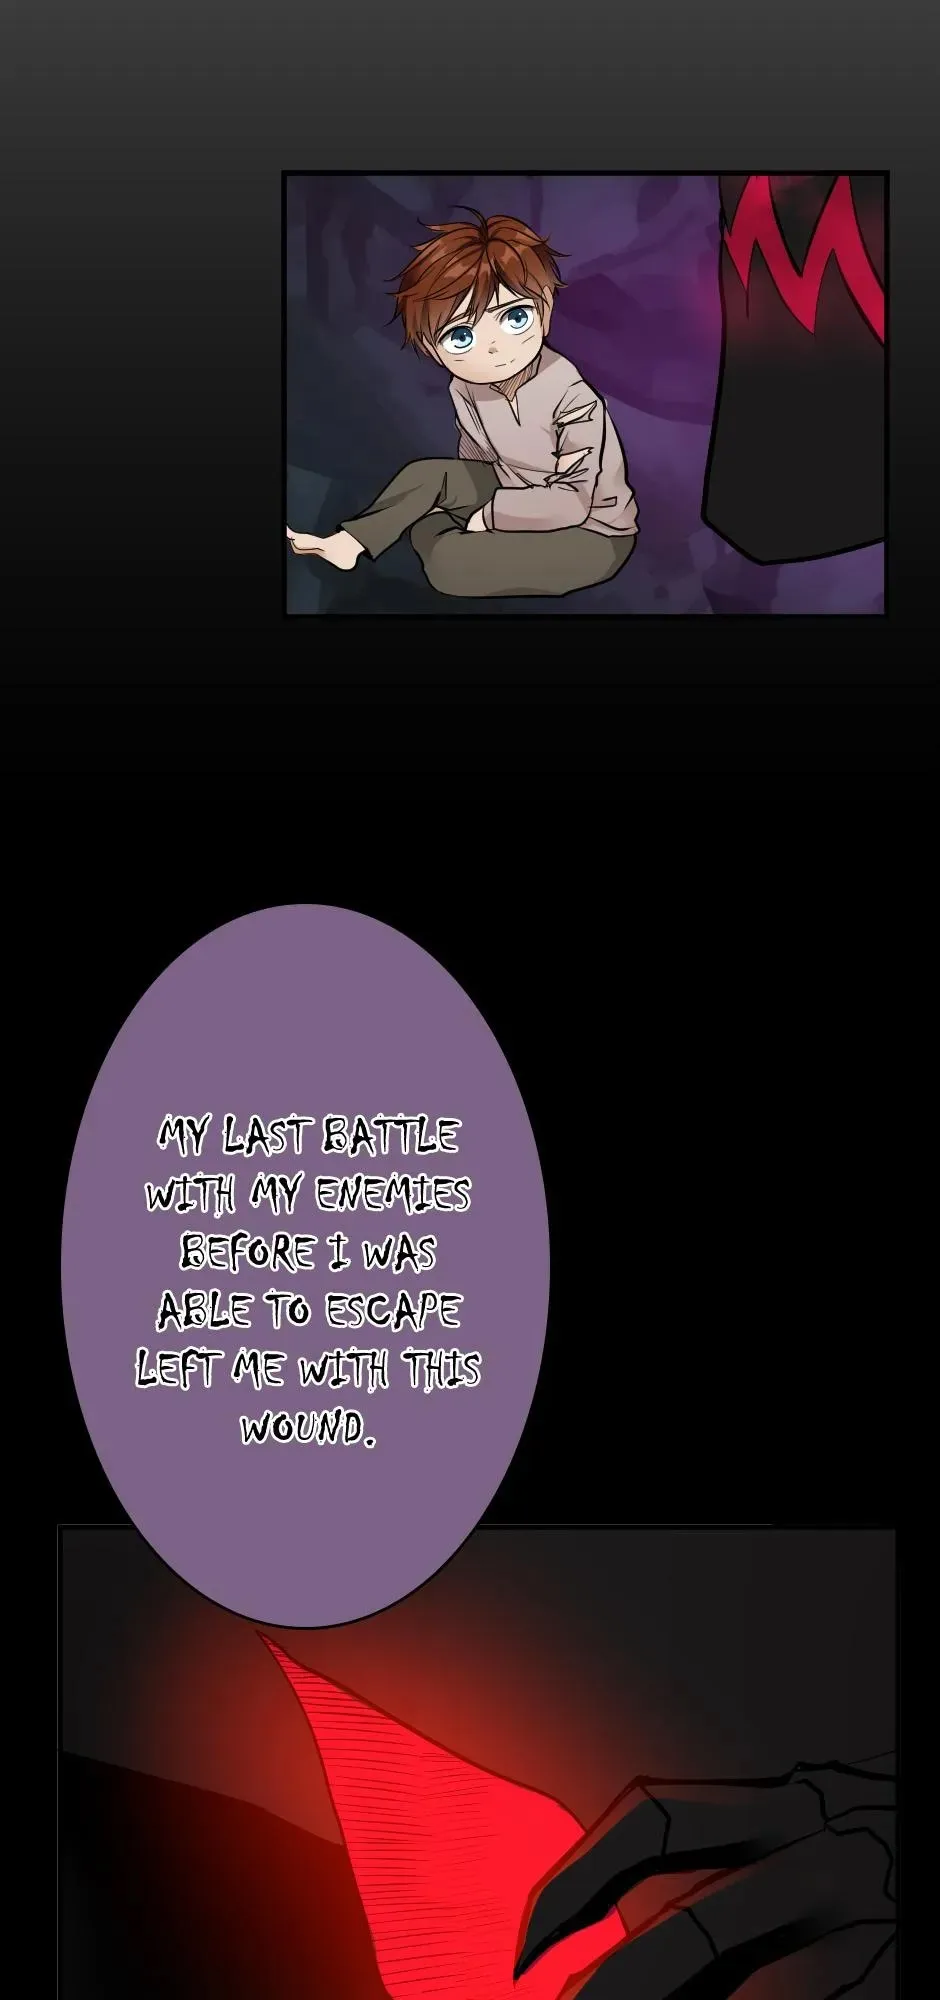 MY LAST BATTLE
WITH MY ENEMIES
BEFORE I WAS
ABLE TO ESCAPE
LEFT ME WITH THIS
WOUND.